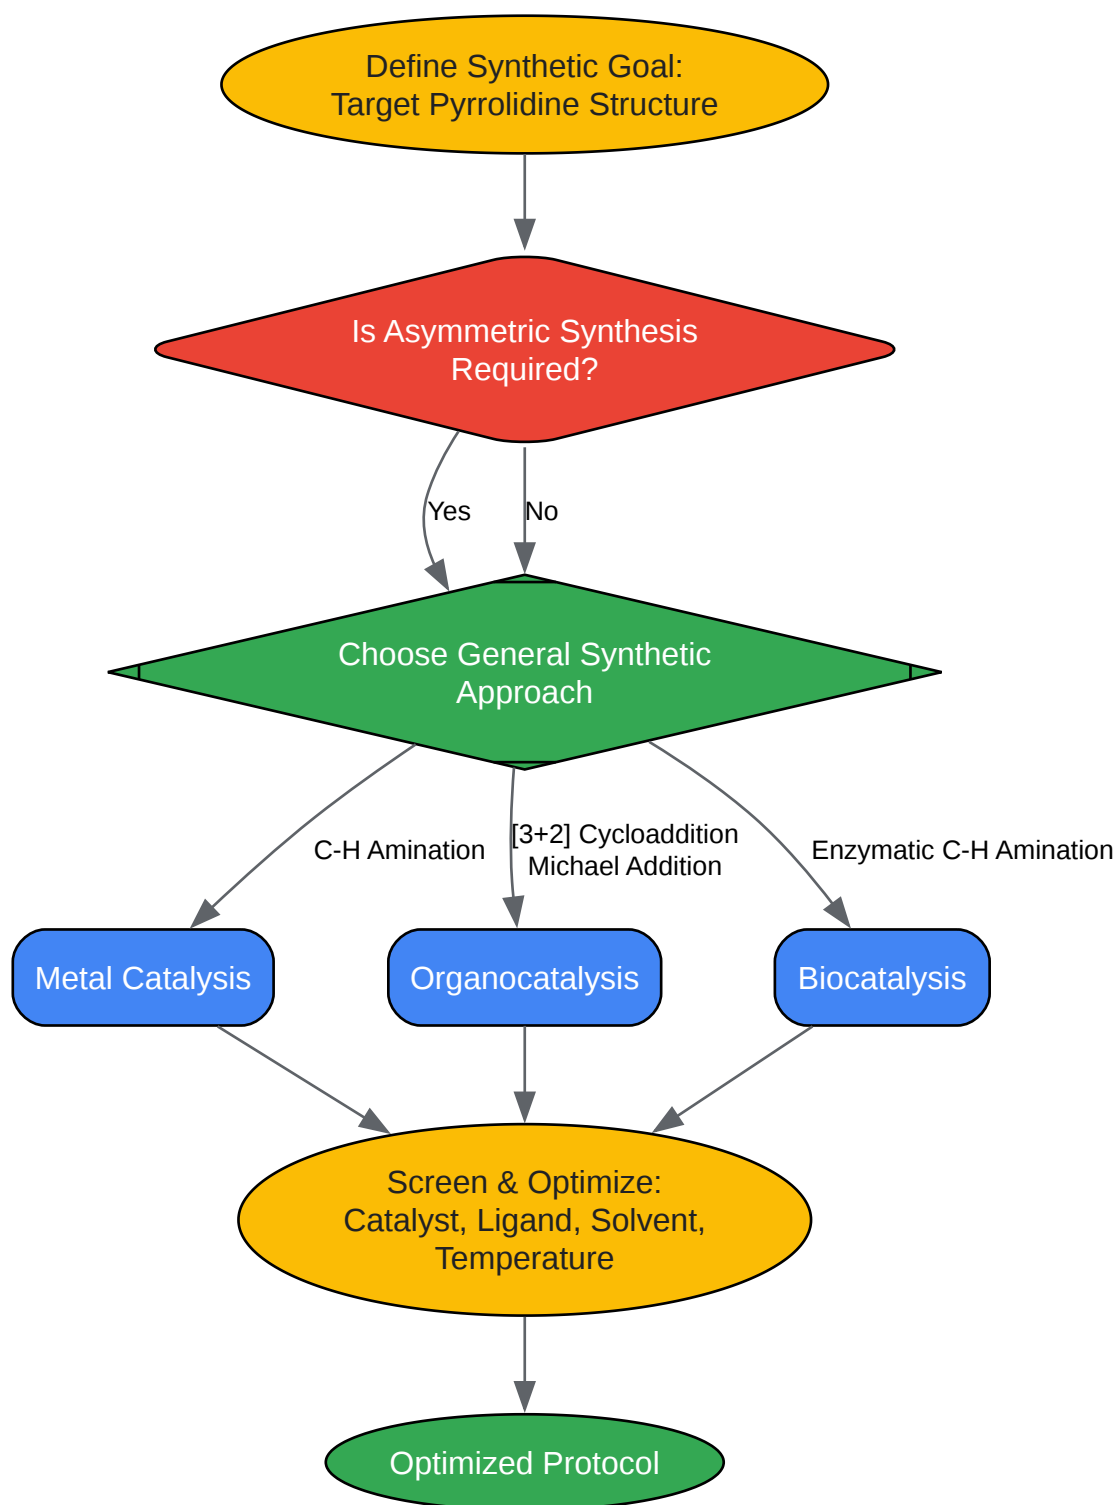 Define Synthetic Goal:
Target Pyrrolidine Structure
Is Asymmetric Synthesis
Required?
Yes
No
Choose General Synthetic
Approach
C-H Amination
[3+2] Cycloaddition
Michael Addition
Enzymatic C-H Amination
Metal Catalysis
Organocatalysis
Biocatalysis
Screen & Optimize:
Catalyst, Ligand, Solvent,
Temperature
Optimized Protocol